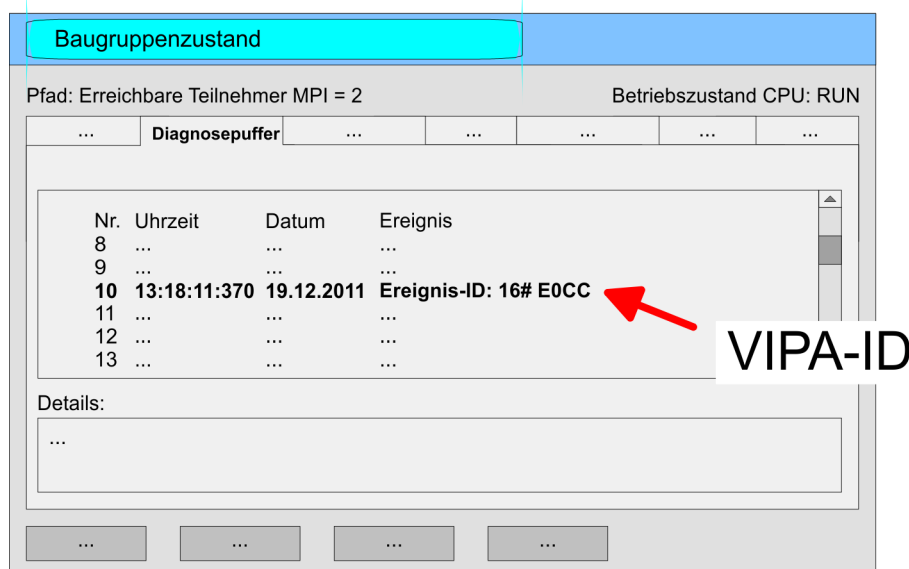 Baugruppenzustand
Pfad: Erreichbare Teilnehmer MPI = 2 Betriebszustand CPU: RUN
... Diagnosepuffer ... ... ... ... ...
Nr. Uhrzeit Datum Ereignis
8 ... ... ...
9 ... ... ...
10 13:18:11:370 19.12.2011 Ereignis-ID: 16# E0CC
11 ... ... ...
12 ... ... ...
13 ... ... ...
VIPA-ID
Details:
...
... ... ... ...